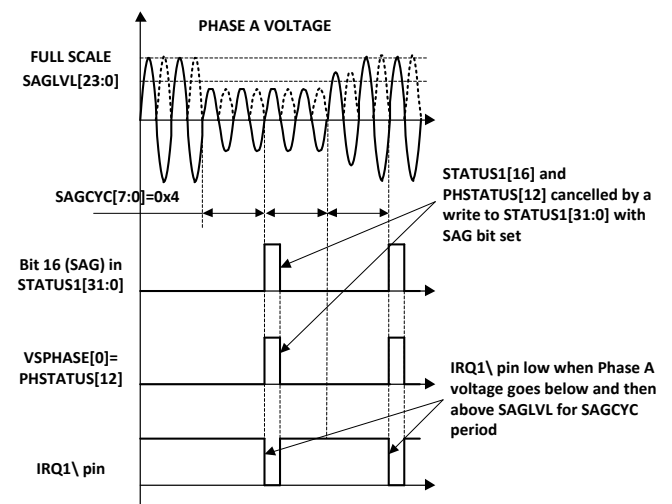 PHASE A VOLTAGE
FULL SCALE
SAGLVL[23:0]
SAGCYC[7:0]=0x4
STATUS1[16] and
PHSTATUS[12] cancelled by a
write to STATUS1[31:0] with
SAG bit set
Bit 16 (SAG) in
STATUS1[31:0]
VSPHASE[0]=
PHSTATUS[12]
IRQ1\ pin low when Phase A
voltage goes below and then
above SAGLVL for SAGCYC
period
IRQ1\ pin